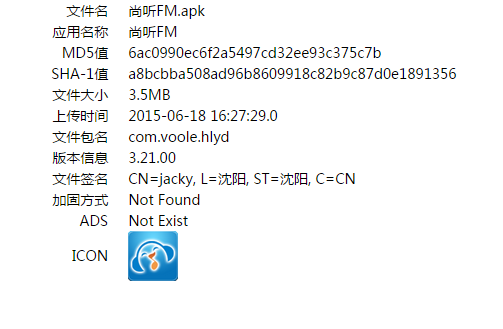 文件名 尚听FM.apk
应用名称 尚听FM
MD5值 6ac0990ec6f2a5497cd32ee93c375c7b
SHA-1值 a8bcbba508ad96b8609918c82b9c87d0e1891356
文件大小 3.5MB
上传时间 2015-06-18 16:27:29.0
文件包名 com.voole.hlyd
版本信息 3.21.00
文件签名 CN=jacky, L=沈阳, ST=沈阳, C=CN
加固方式 Not Found
ADS Not Exist
ICON